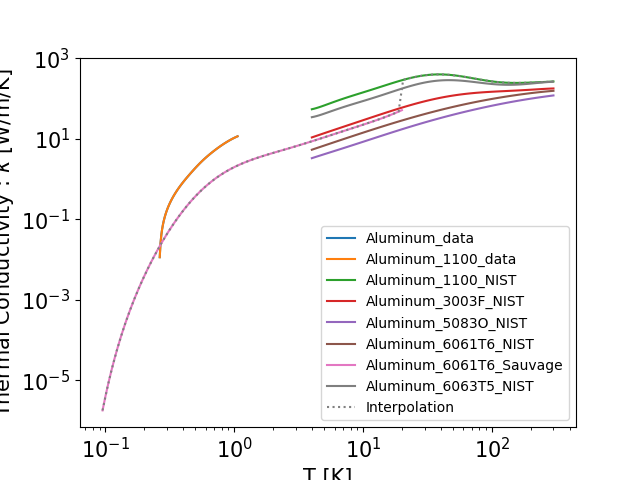 10^3
10^1
10^-1
10^-3
10^-5
Thermal Conductivity : k [W/m/K]
Aluminum_data
Aluminum_1100_data
Aluminum_1100_NIST
Aluminum_3003F_NIST
Aluminum_5083O_NIST
Aluminum_6061T6_NIST
Aluminum_6061T6_Sauvage
Aluminum_6063T5_NIST
Interpolation
10^-1 10^0 10^1 10^2
T [K]